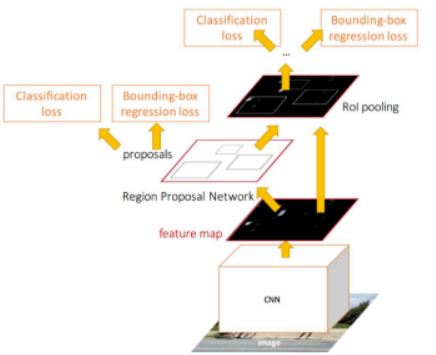 Classification
loss
Bounding-box
regression loss
...
RoI pooling
Classification
loss
Bounding-box
regression loss
proposals
Region Proposal Network
feature map
CNN
image